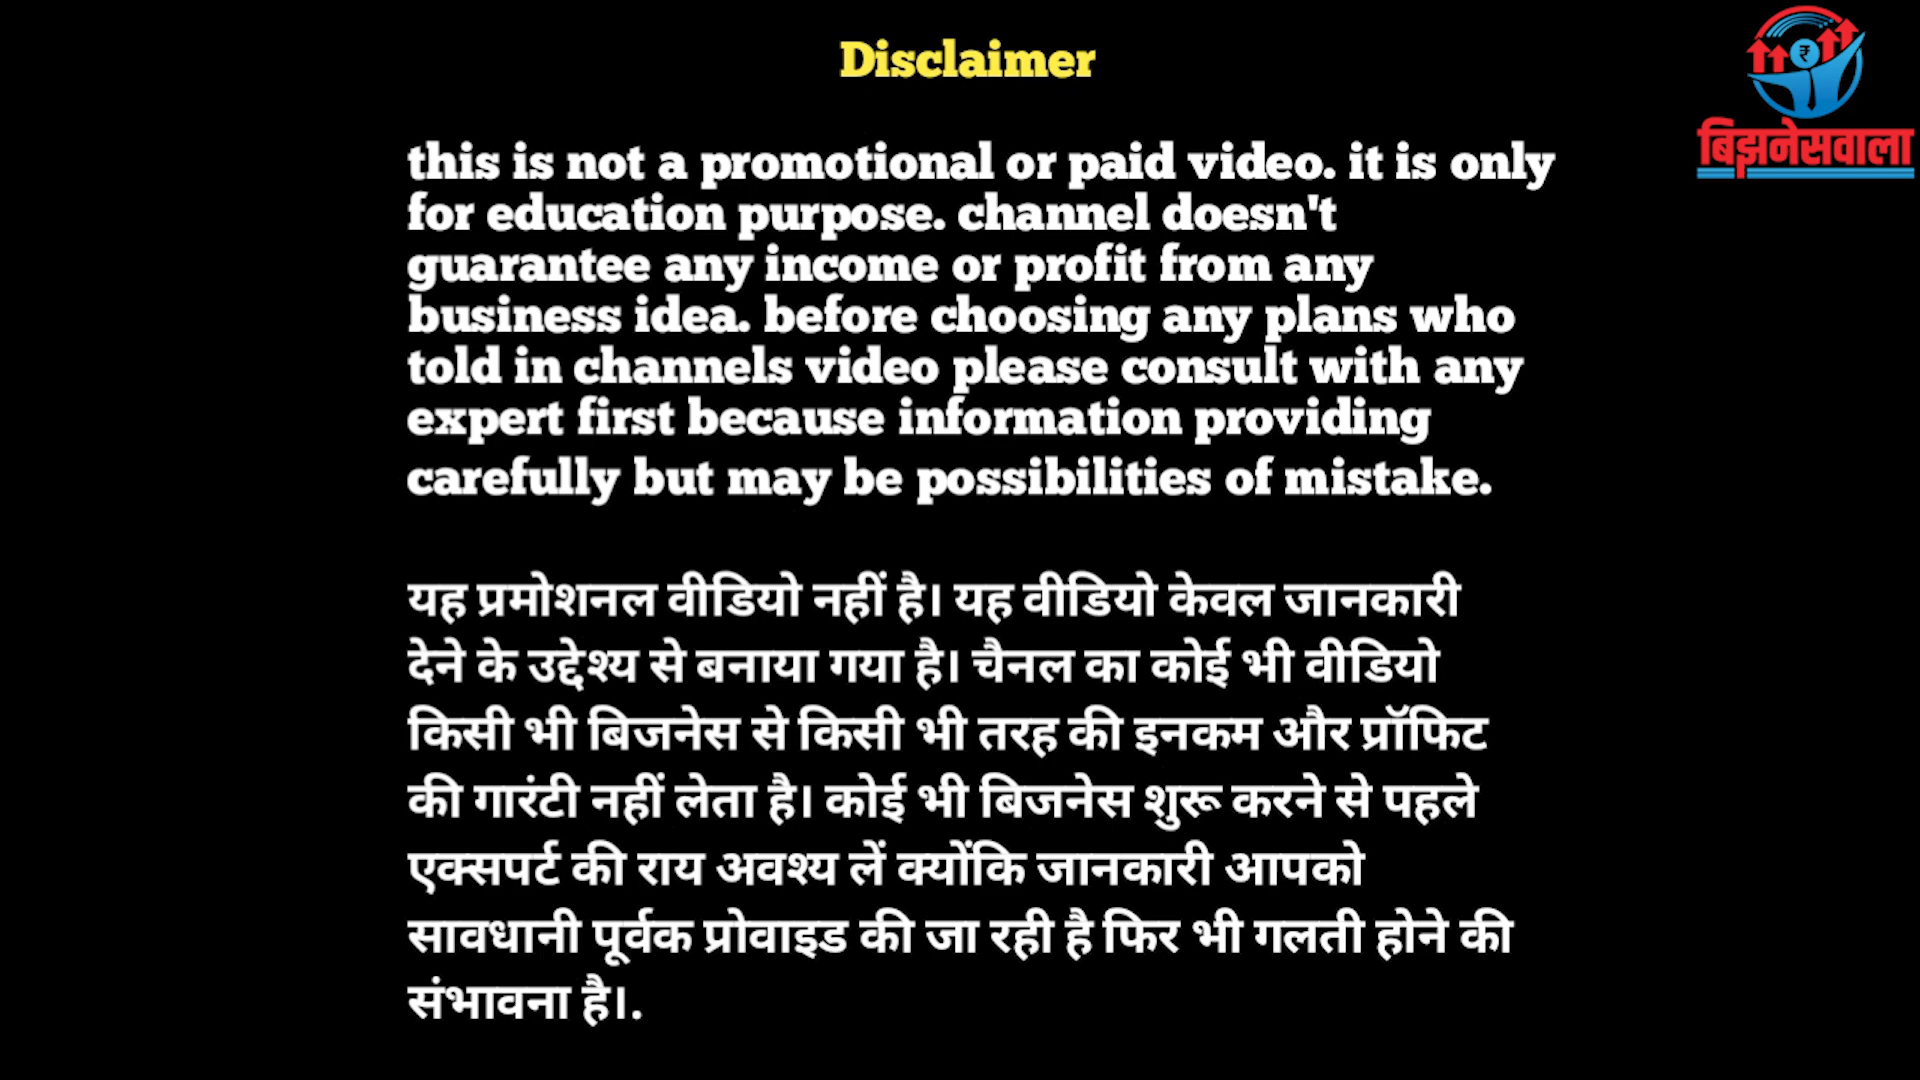 Disclaimer
बिझनेसवाला
this is not a promotional or paid video. it is only
for education purpose. channel doesn't
guarantee any income or profit from any
business idea. before choosing any plans who
told in channels video please consult with any
expert first because information providing
carefully but may be possibilities of mistake.
यह प्रमोशनल वीडियो नहीं है। यह वीडियो केवल जानकारी
देने के उद्देश्य से बनाया गया है। चैनल का कोई भी वीडियो
किसी भी बिजनेस से किसी भी तरह की इनकम और प्रॉफिट
की गारंटी नहीं लेता है। कोई भी बिजनेस शुरू करने से पहले
एक्सपर्ट की राय अवश्य लें क्योंकि जानकारी आपको
सावधानी पूर्वक प्रोवाइड की जा रही है फिर भी गलती होने की
संभावना है।.